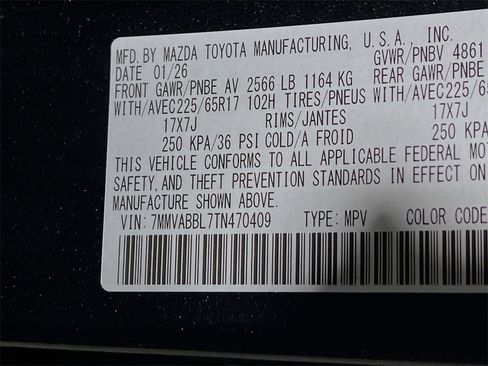 MFD. BY MAZDA TOYOTA MANUFACTURING, U.S.A., INC.
DATE 01/26 GVWR/PNBV 4861
FRONT GAWR/PNBE AV 2566 LB 1164 KG REAR GAWR/PNBE
WITH/AVEC225/65R17 102H TIRES/PNEUS WITH/AVEC225/65
17X7J RIMS/JANTES 17X7J
250 KPA/36 PSI COLD/A FROID 250 KPA
THIS VEHICLE CONFORMS TO ALL APPLICABLE FEDERAL MOT
SAFETY, AND THEFT PREVENTION STANDARDS IN EFFECT ON
MANUFACTURE SHOWN ABOVE.
VIN: 7MMVABBL7TN470409 TYPE: MPV COLOR CODE